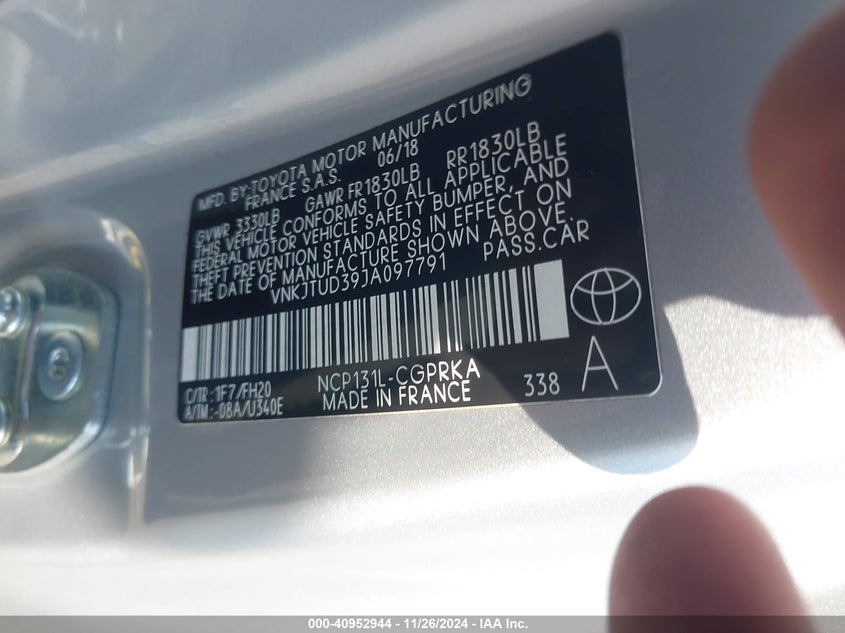 MFD. BY:TOYOTA MOTOR MANUFACTURING
FRANCE S.A.S. 06/18
GVWR 3330LB GAWR FR1830LB RR1830LB
THIS VEHICLE CONFORMS TO ALL APPLICABLE
FEDERAL MOTOR VEHICLE SAFETY BUMPER, AND
THEFT PREVENTION STANDARDS IN EFFECT ON
THE DATE OF MANUFACTURE SHOWN ABOVE.
VNKJTUD39JA097791 PASS.CAR
C/TR: 1F7/FH20 NCP131L-CGPRKA
A/TM: -08A/U340E MADE IN FRANCE 338 A
000-40952944 - 11/26/2024 - IAA Inc.